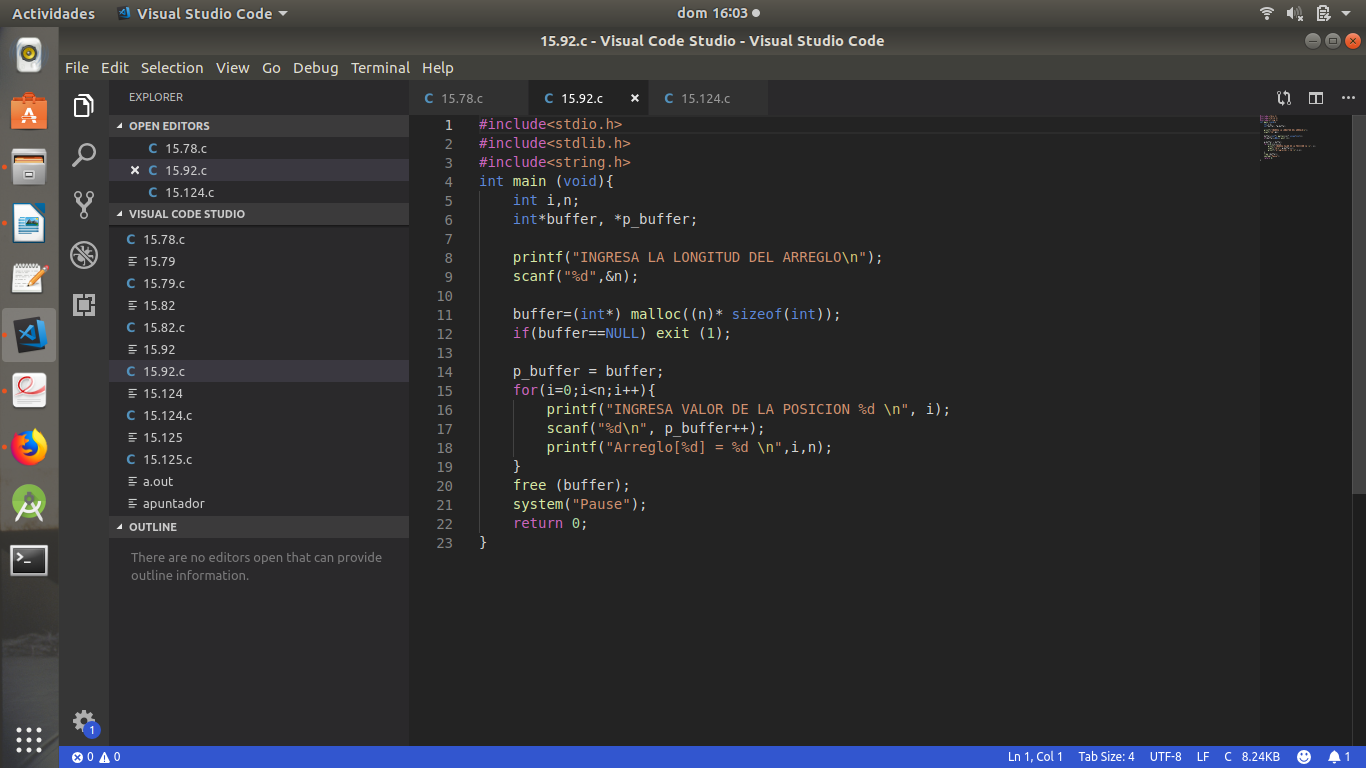 Actividades Visual Studio Code dom 16:03
15.92.c - Visual Code Studio - Visual Studio Code
File Edit Selection View Go Debug Terminal Help
EXPLORER
OPEN EDITORS
15.78.c
15.92.c
15.124.c
VISUAL CODE STUDIO
C 15.78.c
15.79
C 15.79.c
15.82
C 15.82.c
15.92
C 15.92.c
15.124
C 15.124.c
15.125
C 15.125.c
a.out
apuntador
OUTLINE
There are no editors open that can provide
outline information.
C 15.78.c C 15.92.c C 15.124.c
1 #include<stdio.h>
2 #include<stdlib.h>
3 #include<string.h>
4 int main (void){
5 int i,n;
6 int*buffer, *p_buffer;
7
8 printf("INGRESA LA LONGITUD DEL ARREGLO\n");
9 scanf("%d",&n);
10
11 buffer=(int*) malloc((n)* sizeof(int));
12 if(buffer==NULL) exit (1);
13
14 p_buffer = buffer;
15 for(i=0;i<n;i++){
16 printf("INGRESA VALOR DE LA POSICION %d \n", i);
17 scanf("%d\n", p_buffer++);
18 printf("Arreglo[%d] = %d \n",i,n);
19 }
20 free (buffer);
21 system("Pause");
22 return 0;
23 }
1
0 0 Ln 1, Col 1 Tab Size: 4 UTF-8 LF C 8.24KB 1